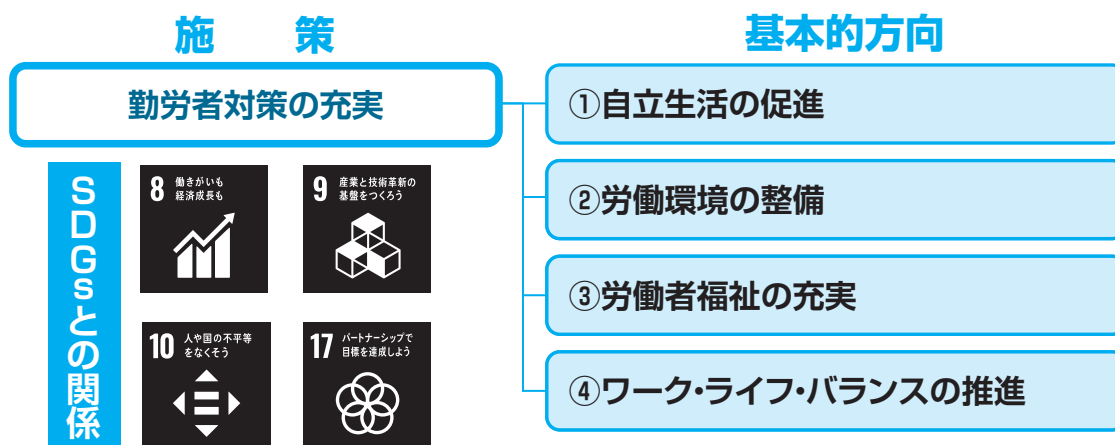 施 策
勤労者対策の充実
SDGsとの関係
8 働きがいも
経済成長も
9 産業と技術革新の
基盤をつくろう
10 人や国の不平等
をなくそう
17 パートナーシップで
目標を達成しよう
基本的方向
①自立生活の促進
②労働環境の整備
③労働者福祉の充実
④ワーク・ライフ・バランスの推進